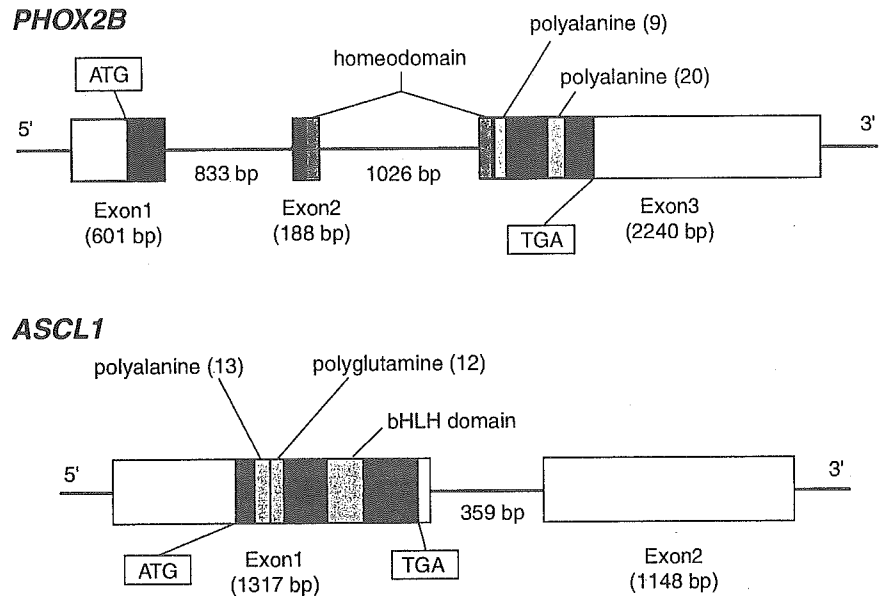 PHOX2B
polyalanine (9)
homeodomain
ATG
polyalanine (20)
5'
3'
833 bp
1026 bp
Exon1
(601 bp)
Exon2
(188 bp)
TGA
Exon3
(2240 bp)
ASCL1
polyalanine (13)
polyglutamine (12)
bHLH domain
5'
3'
359 bp
ATG
Exon1
(1317 bp)
TGA
Exon2
(1148 bp)